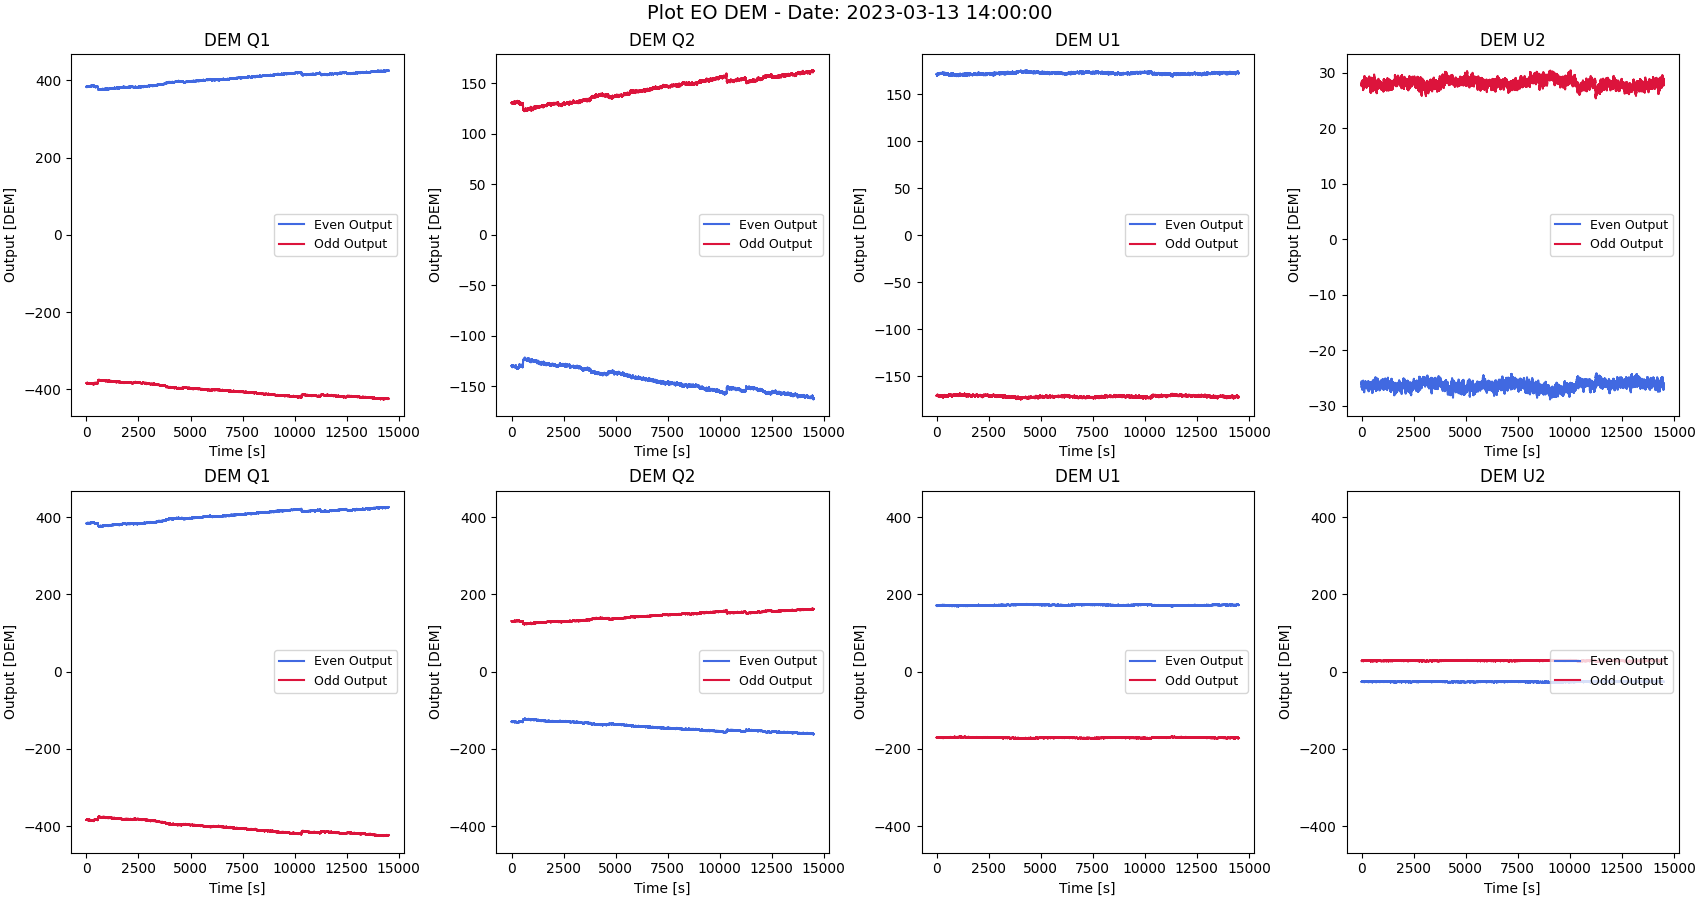 Plot EO DEM - Date: 2023-03-13 14:00:00
DEM Q1
DEM Q2
DEM U1
DEM U2
Output [DEM]
400
200
0
−200
−400
Even Output
Odd Output
0 2500 5000 7500 10000 12500 15000
Time [s]
Output [DEM]
150
100
50
0
−50
−100
−150
Even Output
Odd Output
0 2500 5000 7500 10000 12500 15000
Time [s]
Output [DEM]
150
100
50
0
−50
−100
−150
Even Output
Odd Output
0 2500 5000 7500 10000 12500 15000
Time [s]
Output [DEM]
30
20
10
0
−10
−20
−30
Even Output
Odd Output
0 2500 5000 7500 10000 12500 15000
Time [s]
DEM Q1
DEM Q2
DEM U1
DEM U2
Output [DEM]
400
200
0
−200
−400
Even Output
Odd Output
0 2500 5000 7500 10000 12500 15000
Time [s]
Output [DEM]
400
200
0
−200
−400
Even Output
Odd Output
0 2500 5000 7500 10000 12500 15000
Time [s]
Output [DEM]
400
200
0
−200
−400
Even Output
Odd Output
0 2500 5000 7500 10000 12500 15000
Time [s]
Output [DEM]
400
200
0
−200
−400
Even Output
Odd Output
0 2500 5000 7500 10000 12500 15000
Time [s]